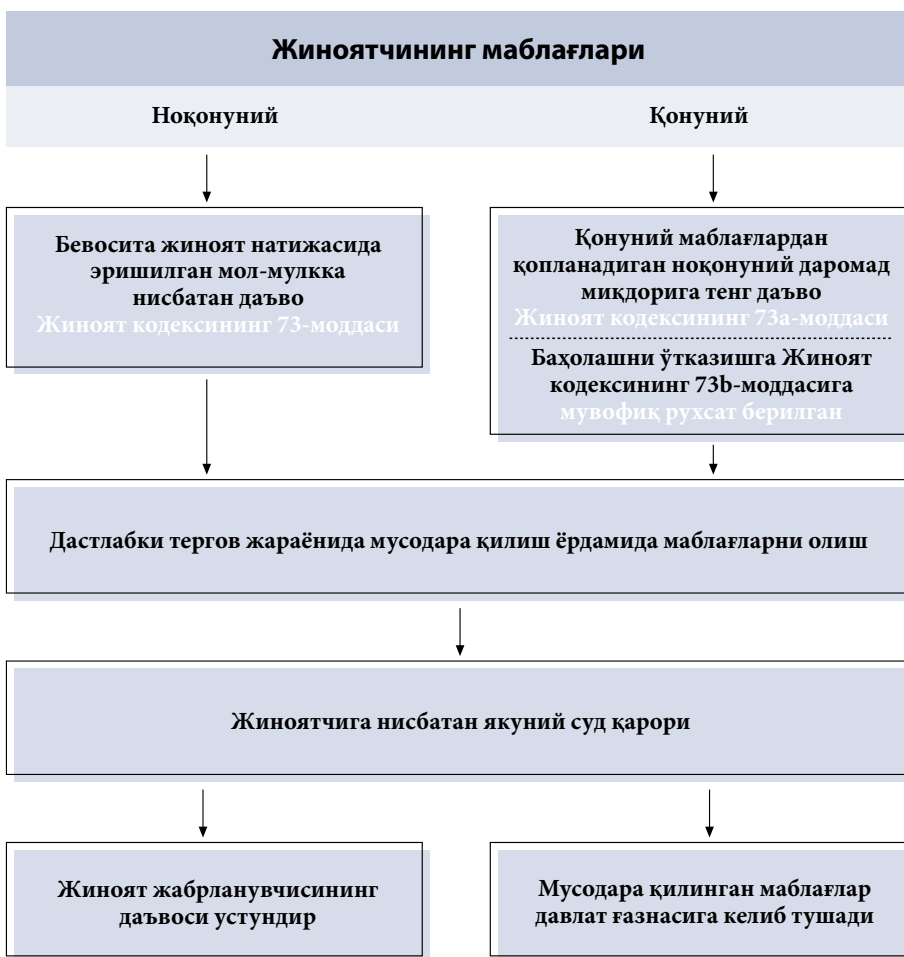 Жиноятчининг маблағлари
Ноқонуний
Қонуний
Бевосита жиноят натижасида
эришилган мол-мулкка
нисбатан даъво
Жиноят кодексининг 73-моддаси
Қонуний маблағлардан
қопланадиган ноқонуний даромад
миқдорига тенг даъво
Жиноят кодексининг 73а-моддаси
Баҳолашни ўтказишга Жиноят
кодексининг 73b-моддасига
мувофиқ рухсат берилган
Дастлабки тергов жараёнида мусодара қилиш ёрдамида маблағларни олиш
Жиноятчига нисбатан якуний суд қарори
Жиноят жабрланувчисининг
даъвоси устундир
Мусодара қилинган маблағлар
давлат ғазнасига келиб тушади